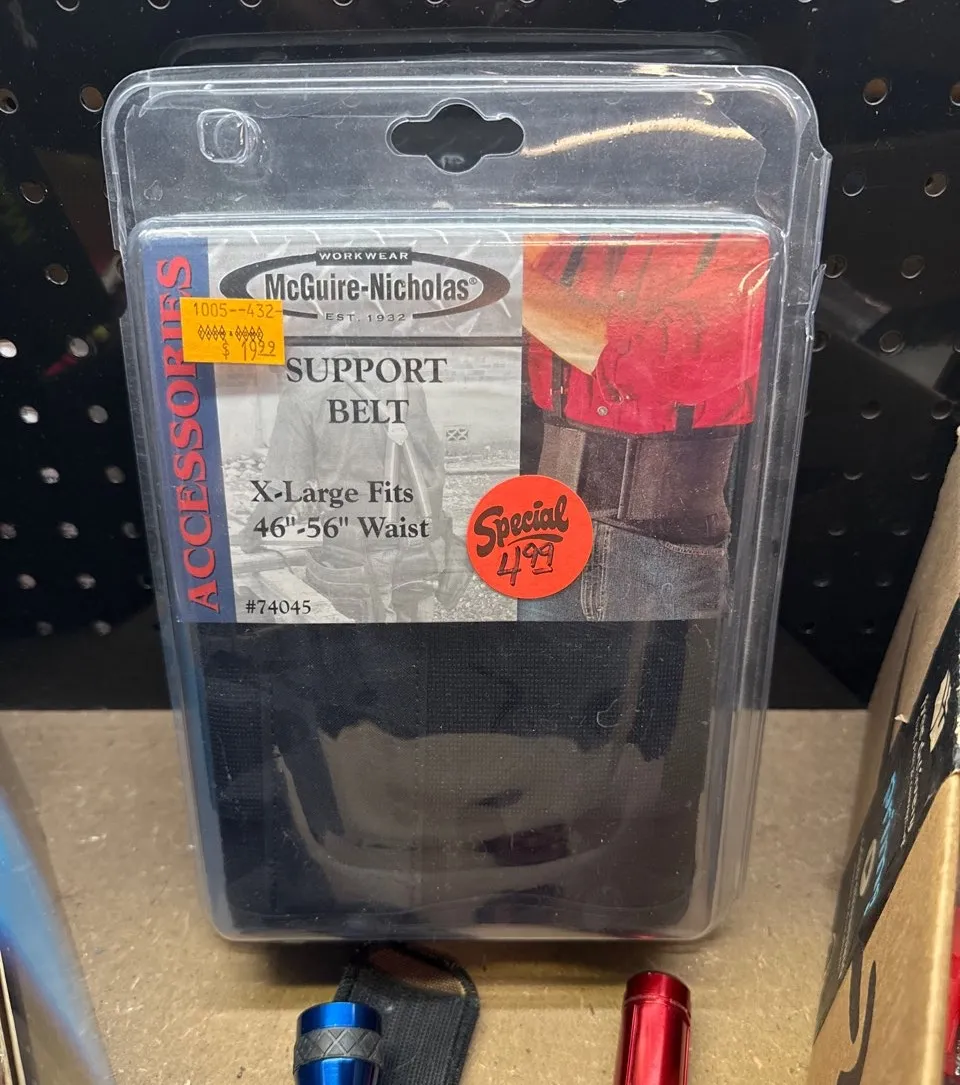 WORKWEAR
McGuire-Nicholas®
EST. 1932
ACCESSORIES
1005--432-
$ 19.99
SUPPORT
BELT
X-Large Fits
46"-56" Waist
Special
4.99
#74045